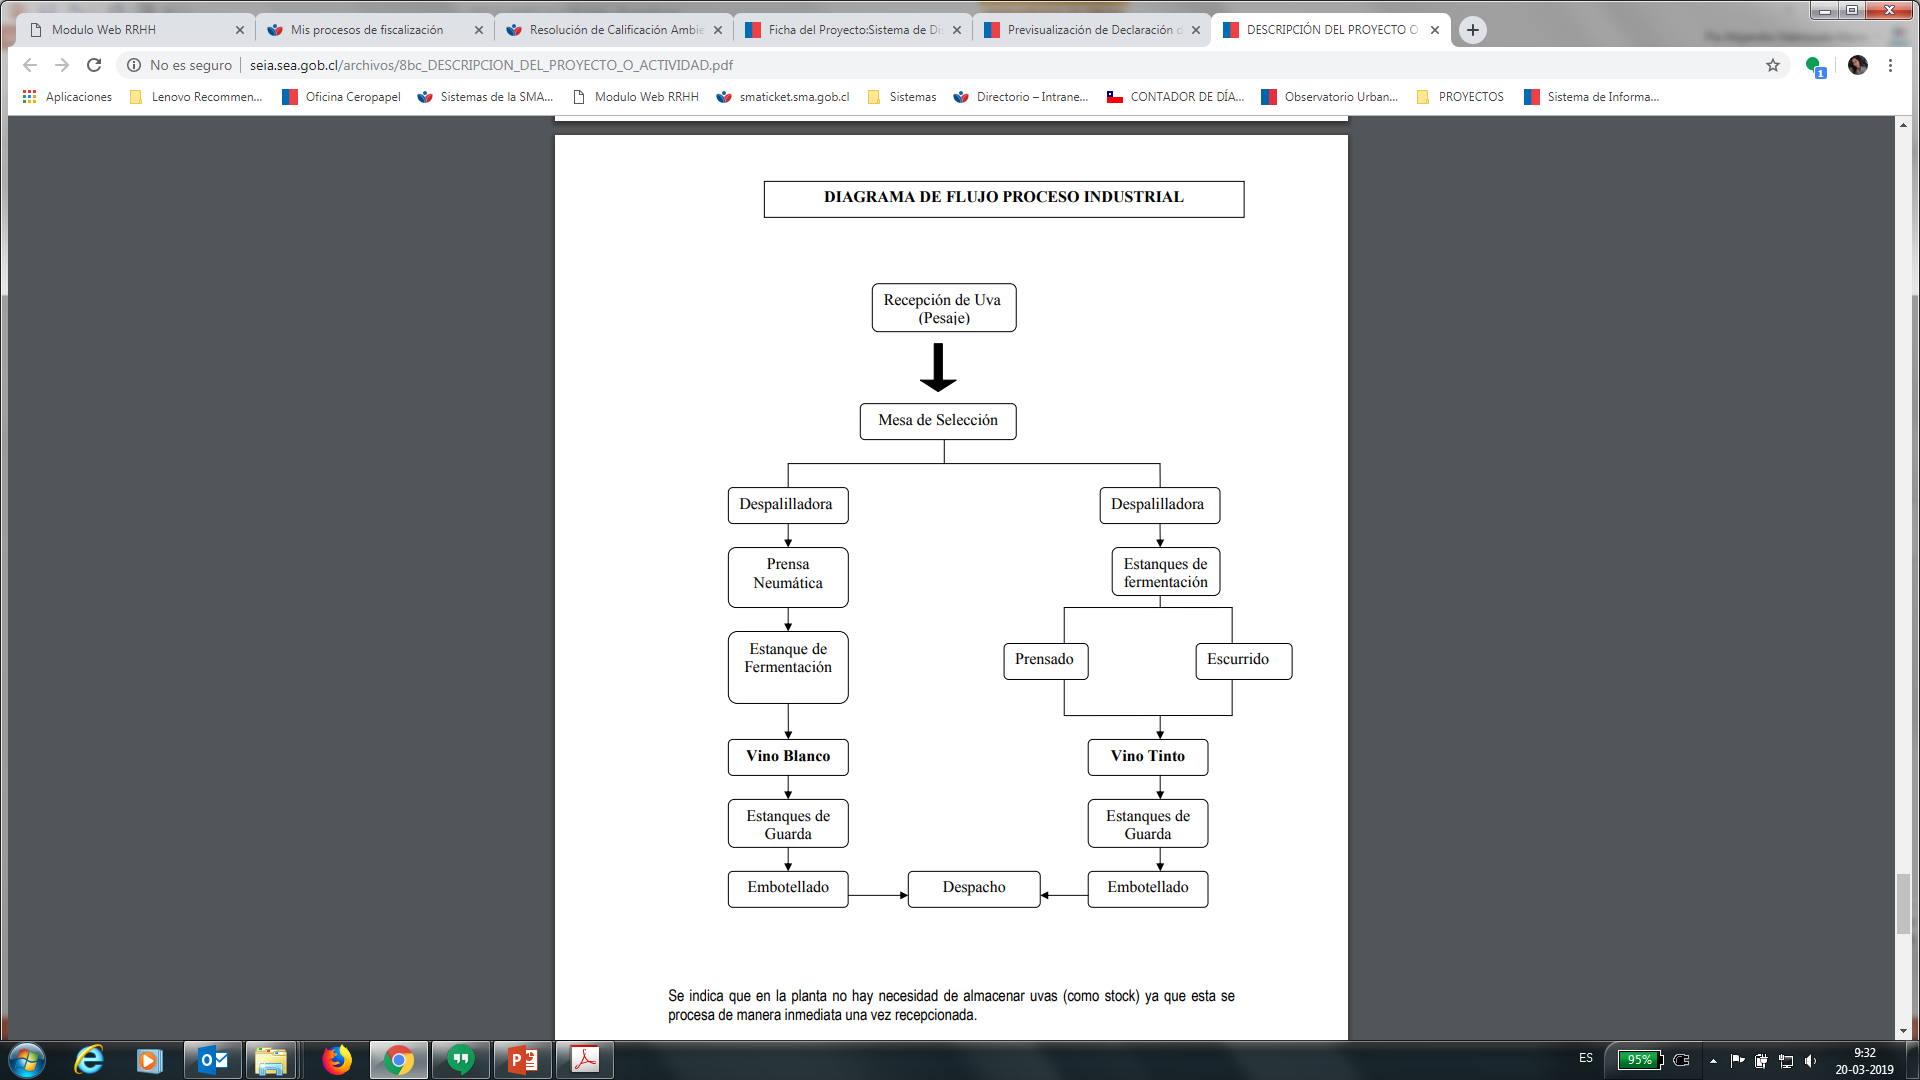 Modulo Web RRHH
Mis procesos de fiscalización
Resolución de Calificación Ambie
Ficha del Proyecto:Sistema de Di
Previsualización de Declaración d
DESCRIPCIÓN DEL PROYECTO O
No es seguro
seia.sea.gob.cl/archivos/8bc_DESCRIPCION_DEL_PROYECTO_O_ACTIVIDAD.pdf
1
Aplicaciones
Lenovo Recommen...
Oficina Ceropapel
Sistemas de la SMA...
Modulo Web RRHH
smaticket.sma.gob.cl
Sistemas
Directorio – Intrane...
CONTADOR DE DÍA...
Observatorio Urban...
PROYECTOS
Sistema de Informa...
DIAGRAMA DE FLUJO PROCESO INDUSTRIAL
Recepción de Uva
(Pesaje)
Mesa de Selección
Despalilladora
Despalilladora
Prensa
Neumática
Estanques de
fermentación
Estanque de
Fermentación
Prensado
Escurrido
Vino Blanco
Vino Tinto
Estanques de
Guarda
Estanques de
Guarda
Embotellado
Despacho
Embotellado
Se indica que en la planta no hay necesidad de almacenar uvas (como stock) ya que esta se
procesa de manera inmediata una vez recepcionada.
ES
95%
9:32
20-03-2019